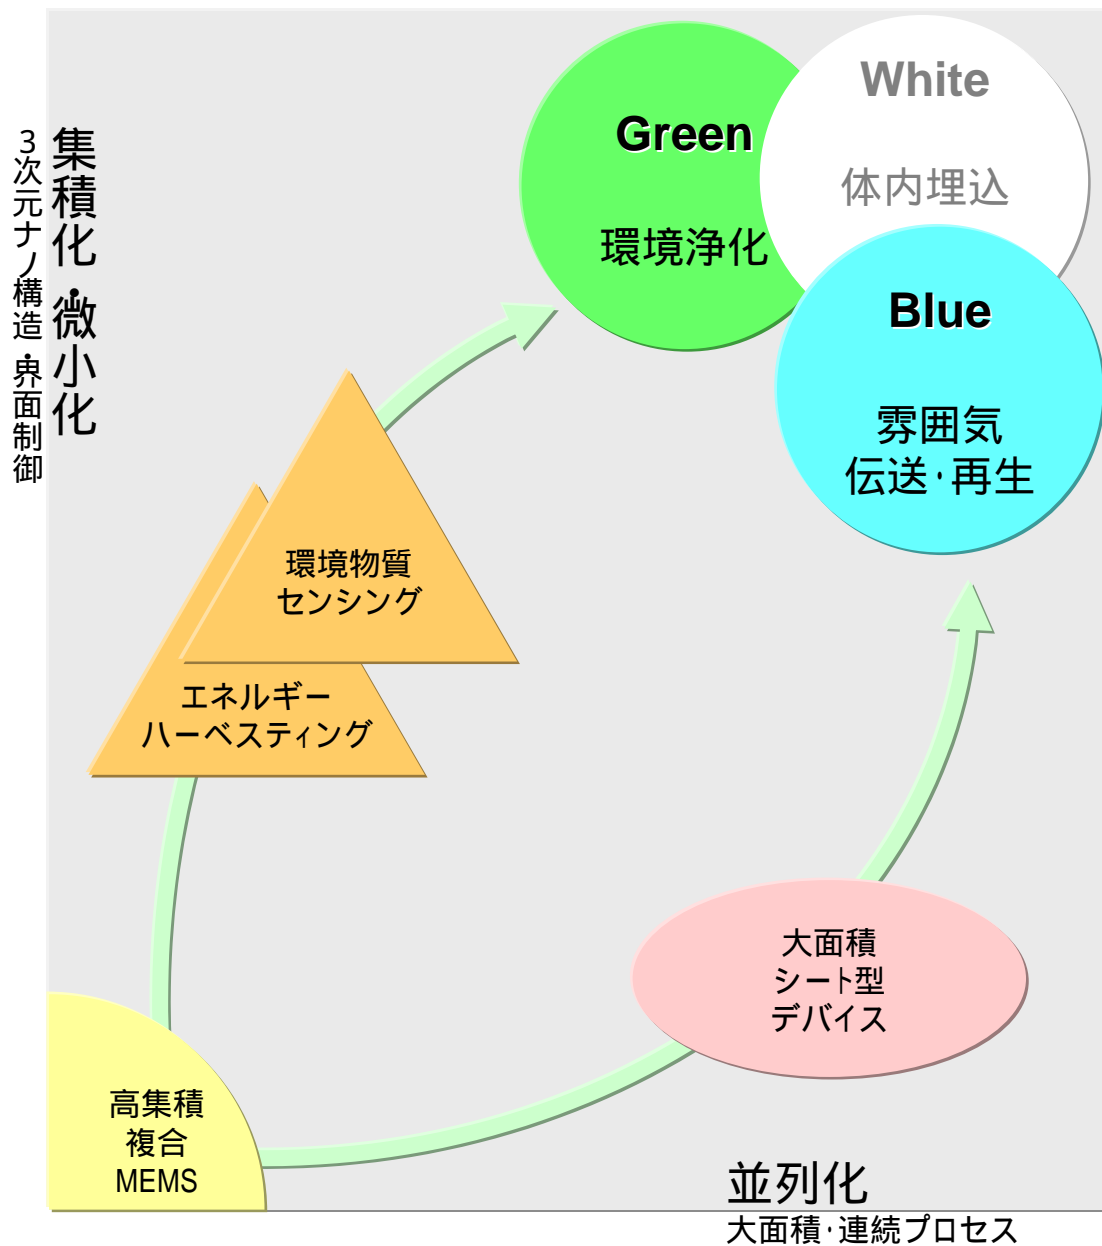 集積化・微小化
3次元ナノ構造・界面制御
Green
環境浄化
White
体内埋込
Blue
雰囲気
伝送・再生
環境物質
センシング
エネルギー
ハーベスティング
大面積
シート型
デバイス
高集積
複合
MEMS
並列化
大面積・連続プロセス